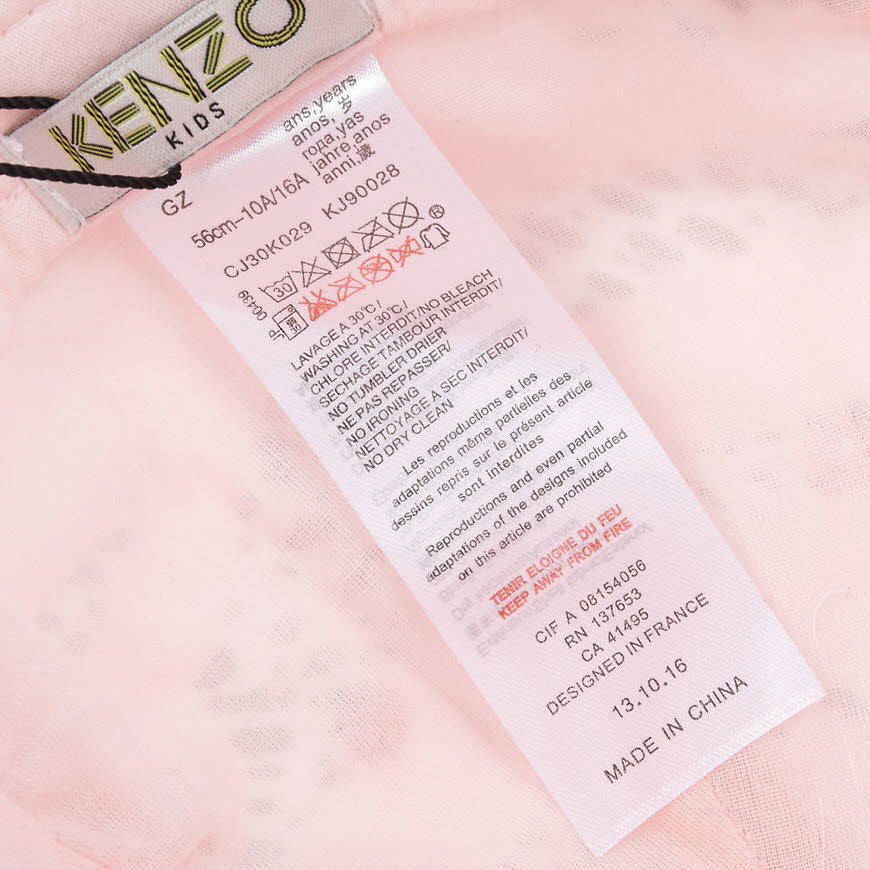 KENZO
KIDS
ans,years
anos, 岁
года,yas
jahre,anos
anni,歲
GZ
56cm-10A/16A
CJ30K029 KJ90028
30
®
LAVAGE A 30°C/
WASHING AT 30°C/
CHLORE INTERDIT/NO BLEACH
SECHAGE TAMBOUR INTERDIT/
NO TUMBLER DRIER
NE PAS REPASSER/
NO IRONING
NETTOYAGE A SEC INTERDIT/
NO DRY CLEAN
Les reproductions et les
adaptations même partielles des
dessins repris sur le présent article
sont interdites
Reproductions and even partial
adaptations of the designs included
on this article are prohibited
TENIR ELOIGNE DU FEU
KEEP AWAY FROM FIRE
CIF A 08154056
RN 137653
CA 41495
DESIGNED IN FRANCE
13.10.16
MADE IN CHINA